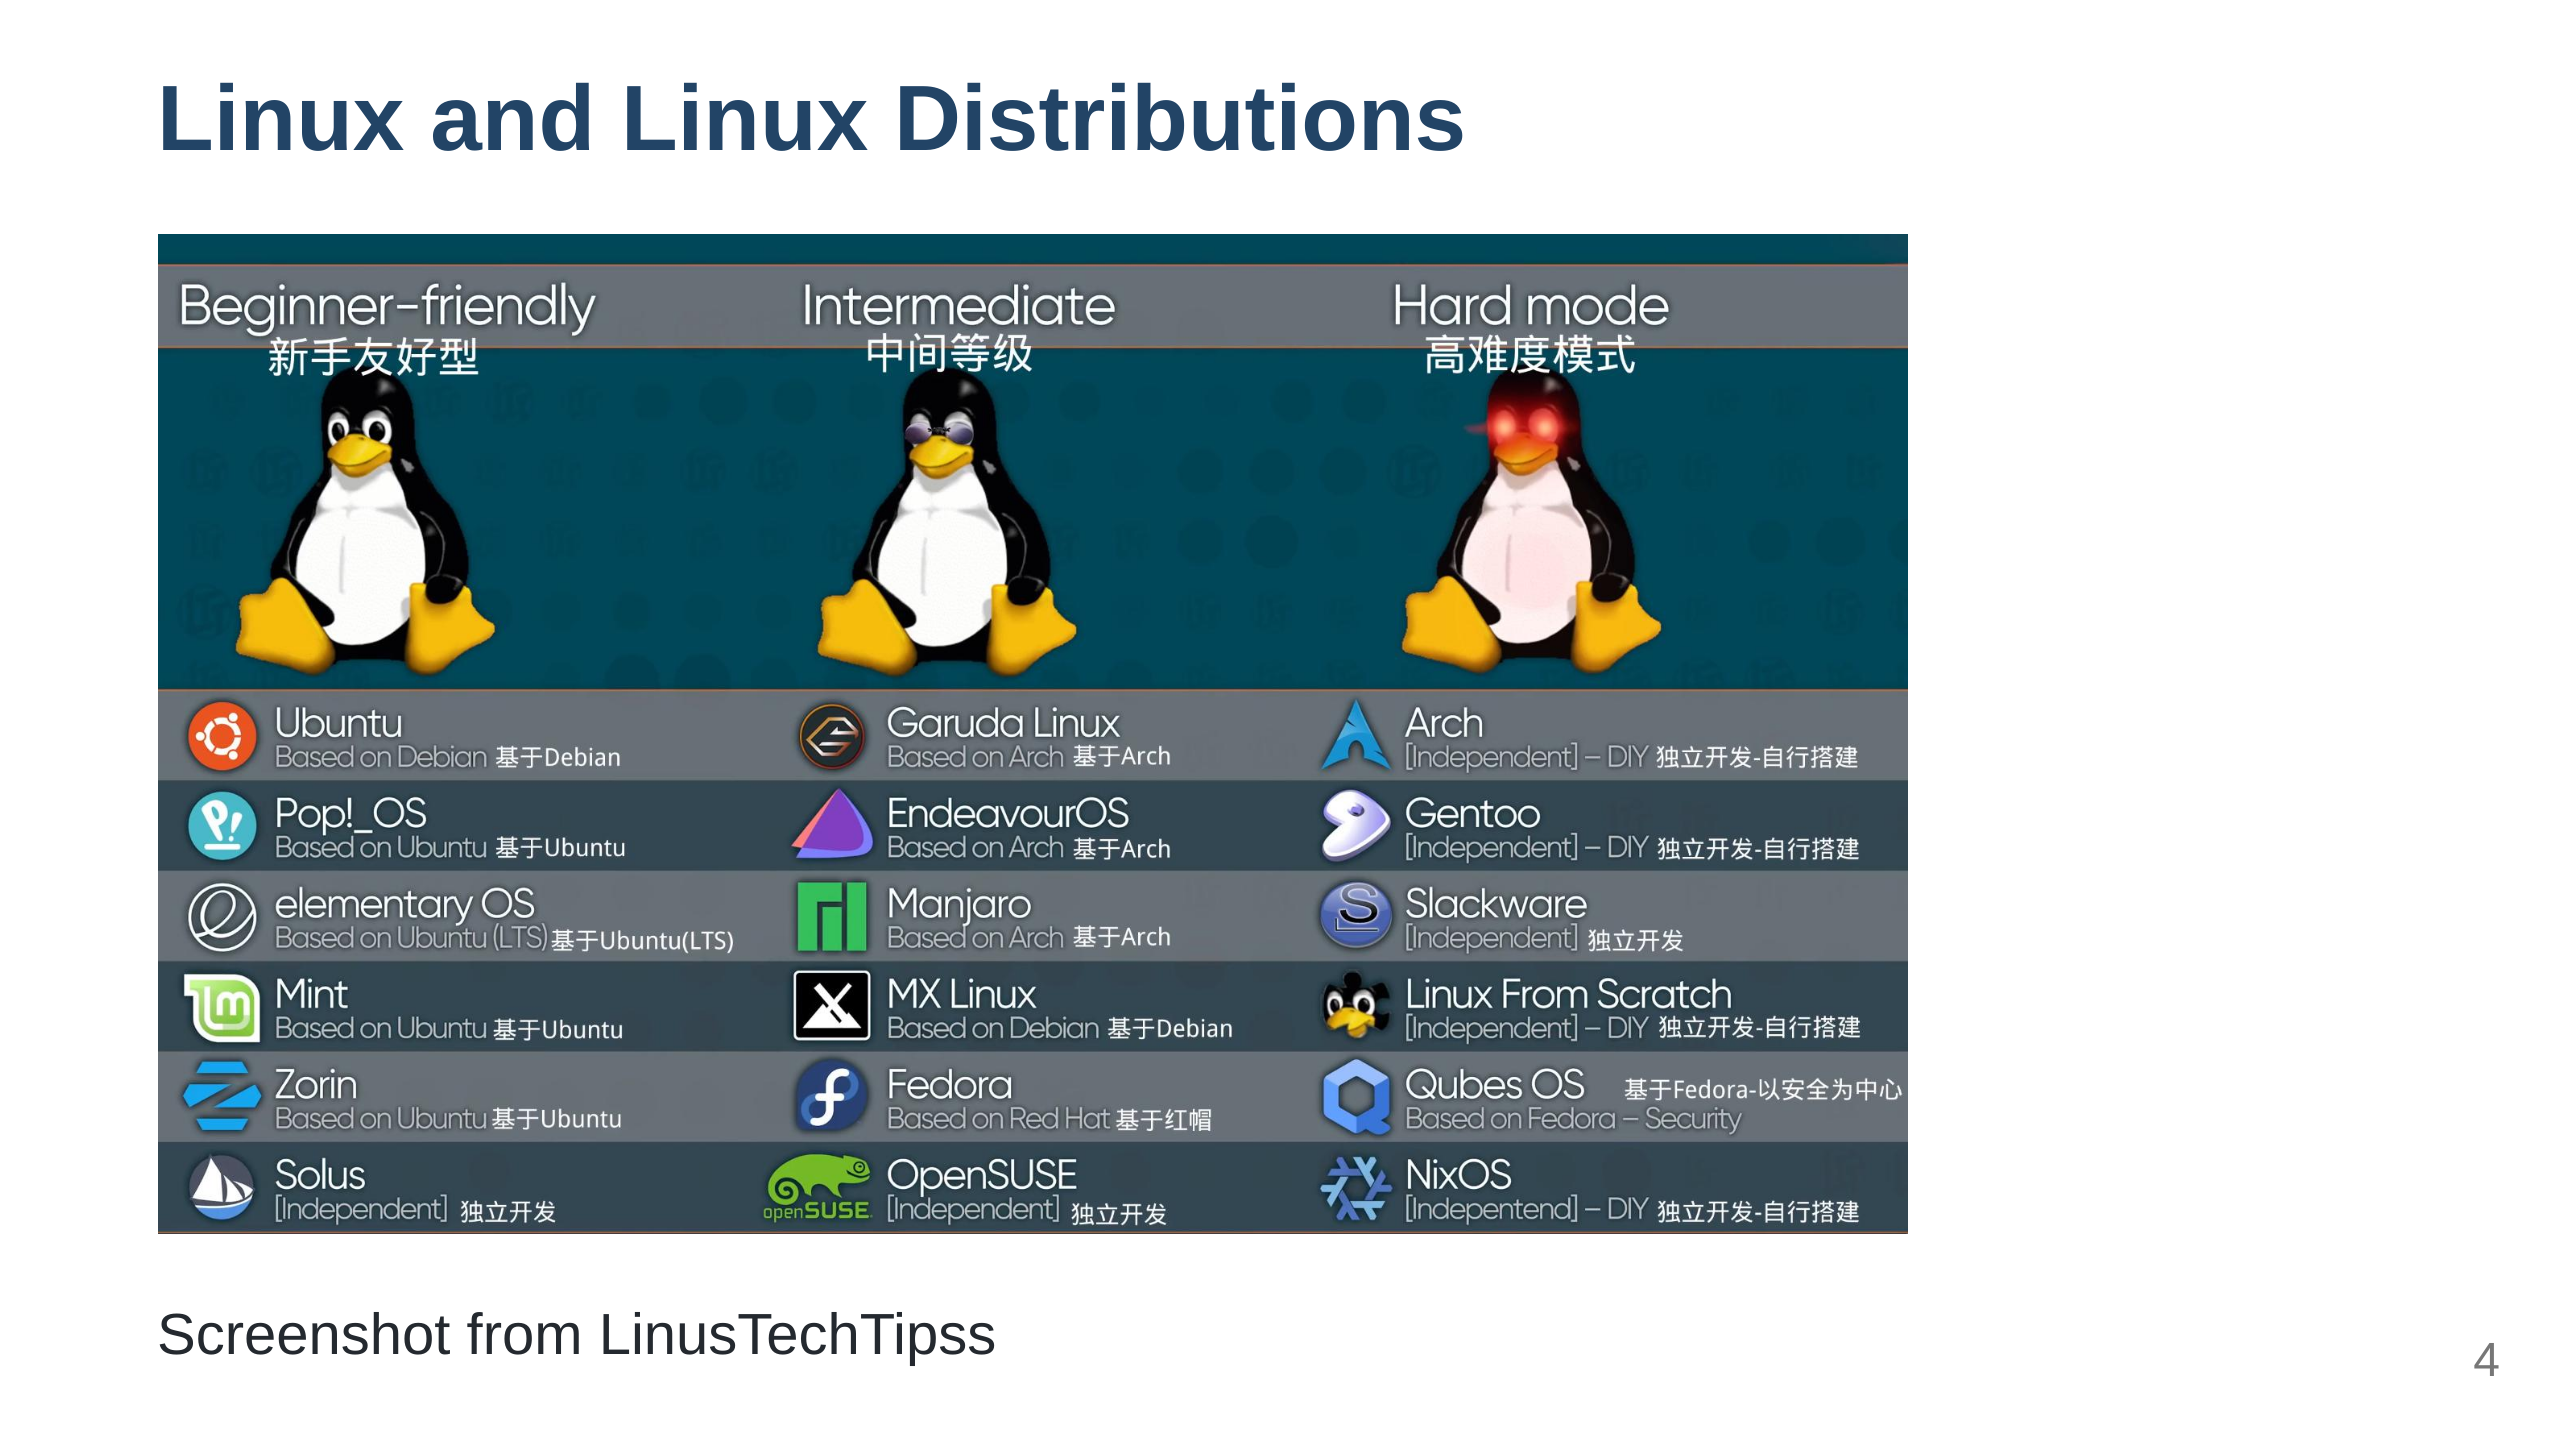 Linux and Linux Distributions
Beginner-friendly
新手友好型
Intermediate
中间等级
Hard mode
高难度模式
Ubuntu
Based on Debian 基于Debian
Garuda Linux
Based on Arch 基于Arch
Arch
[Independent] – DIY 独立开发-自行搭建
Pop!_OS
Based on Ubuntu 基于Ubuntu
EndeavourOS
Based on Arch 基于Arch
Gentoo
[Independent] – DIY 独立开发-自行搭建
elementary OS
Based on Ubuntu (LTS) 基于Ubuntu(LTS)
Manjaro
Based on Arch 基于Arch
Slackware
[Independent] 独立开发
Mint
Based on Ubuntu 基于Ubuntu
MX Linux
Based on Debian 基于Debian
Linux From Scratch
[Independent] – DIY 独立开发-自行搭建
Zorin
Based on Ubuntu 基于Ubuntu
Fedora
Based on Red Hat 基于红帽
Qubes OS 基于Fedora-以安全为中心
Based on Fedora – Security
Solus
[Independent] 独立开发
openSUSE
OpenSUSE
[Independent] 独立开发
NixOS
[Indepentend] – DIY 独立开发-自行搭建
Screenshot from LinusTechTipss
4